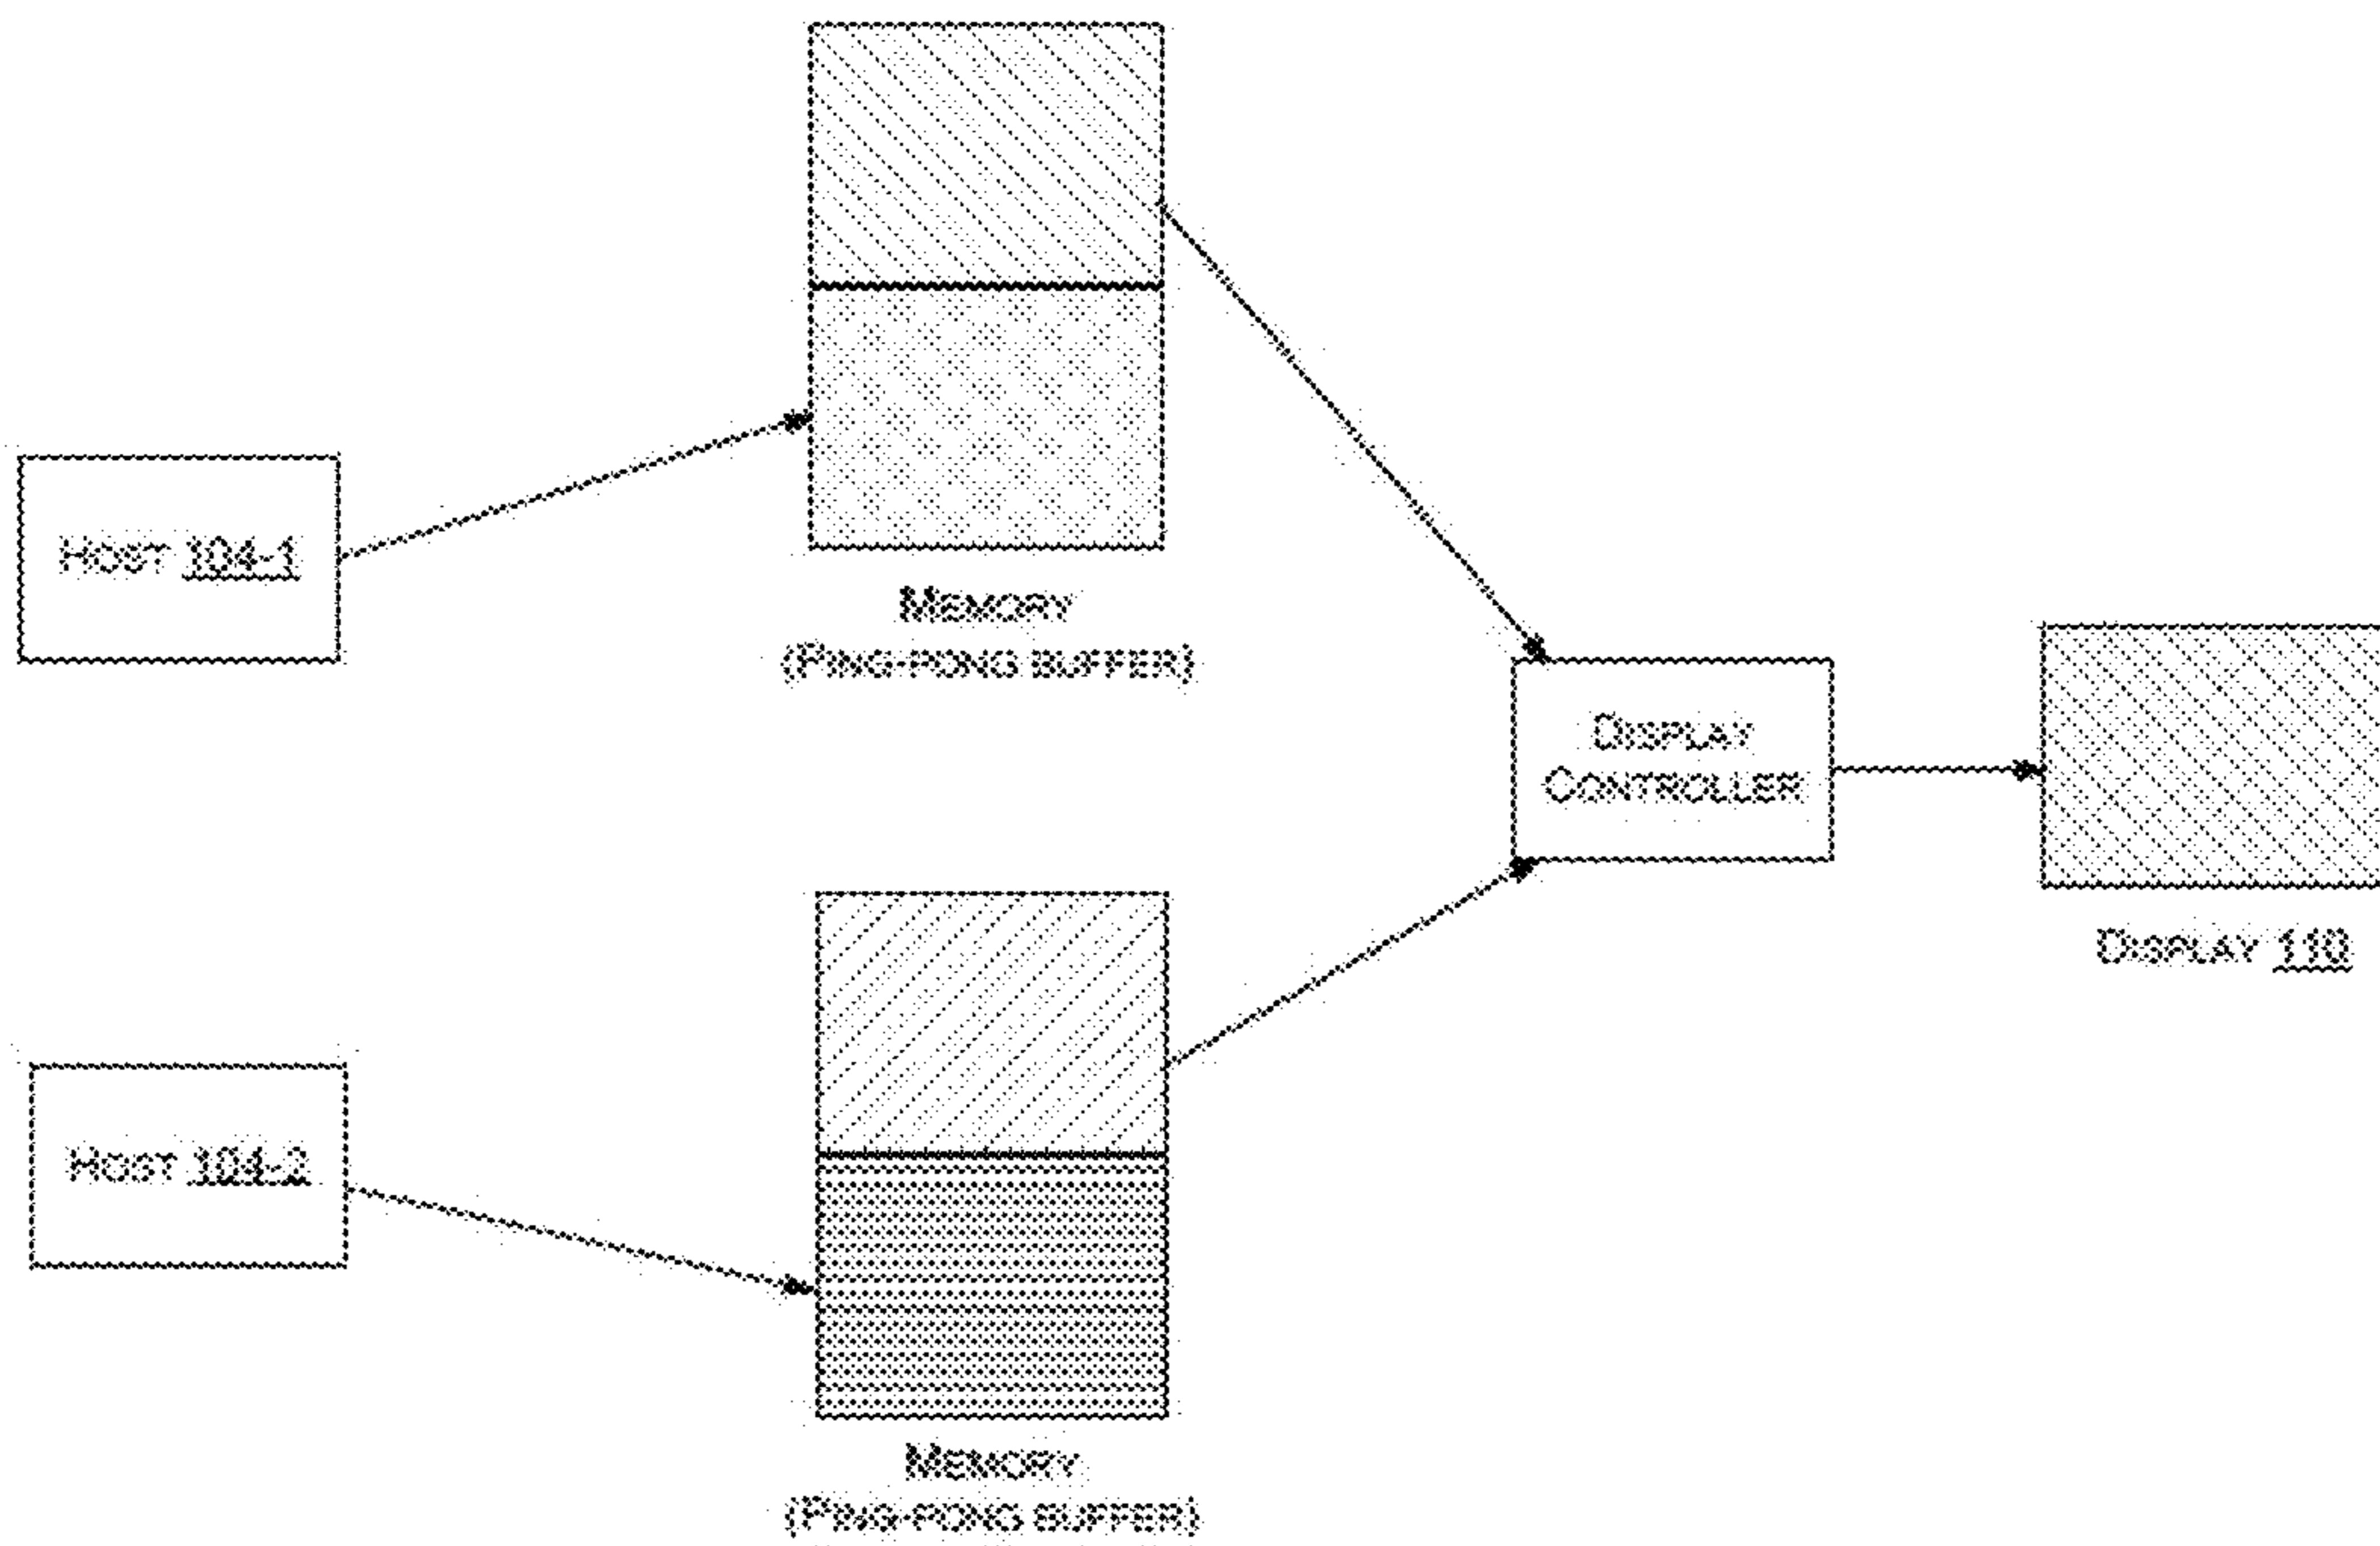 HOST 104-1
MEMORY
(PING-PONG BUFFER)
DISPLAY
CONTROLLER
DISPLAY 110
HOST 104-2
MEMORY
(PING-PONG BUFFER)